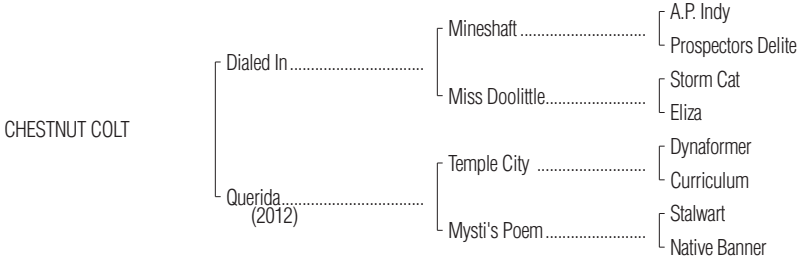 A.P. Indy
Mineshaft ..............................
Prospectors Delite
Dialed In................................
Storm Cat
Miss Doolittle........................
Eliza
CHESTNUT COLT
Dynaformer
Temple City ..........................
Curriculum
Querida..................................
(2012)
Stalwart
Mysti's Poem........................
Native Banner